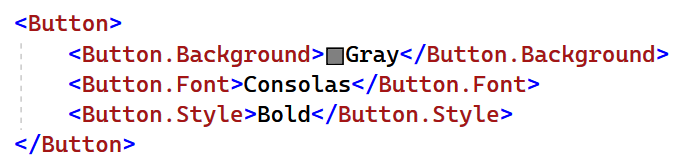 <Button>
    <Button.Background>Gray</Button.Background>
    <Button.Font>Consolas</Button.Font>
    <Button.Style>Bold</Button.Style>
</Button>